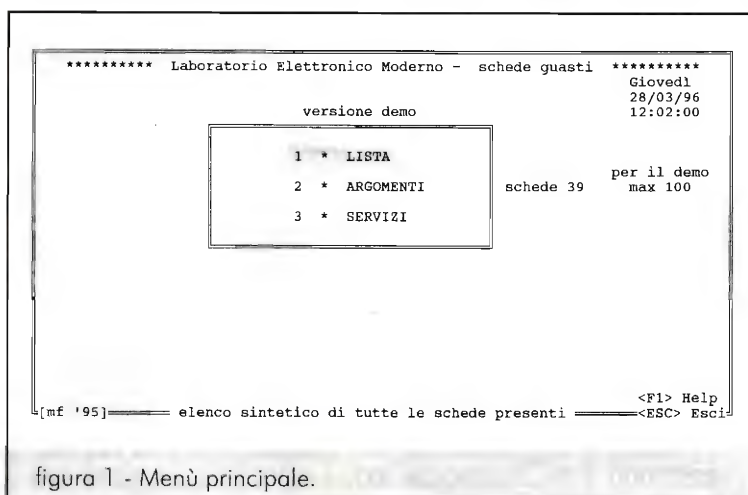 ********** Laboratorio Elettronico Moderno - schede guasti **********
Giovedì
28/03/96
versione demo 12:02:00
1 * LISTA
per il demo
2 * ARGOMENTI schede 39 max 100
3 * SERVIZI
<F1> Help
[mf '95] elenco sintetico di tutte le schede presenti <ESC> Esci
figura 1 - Menù principale.